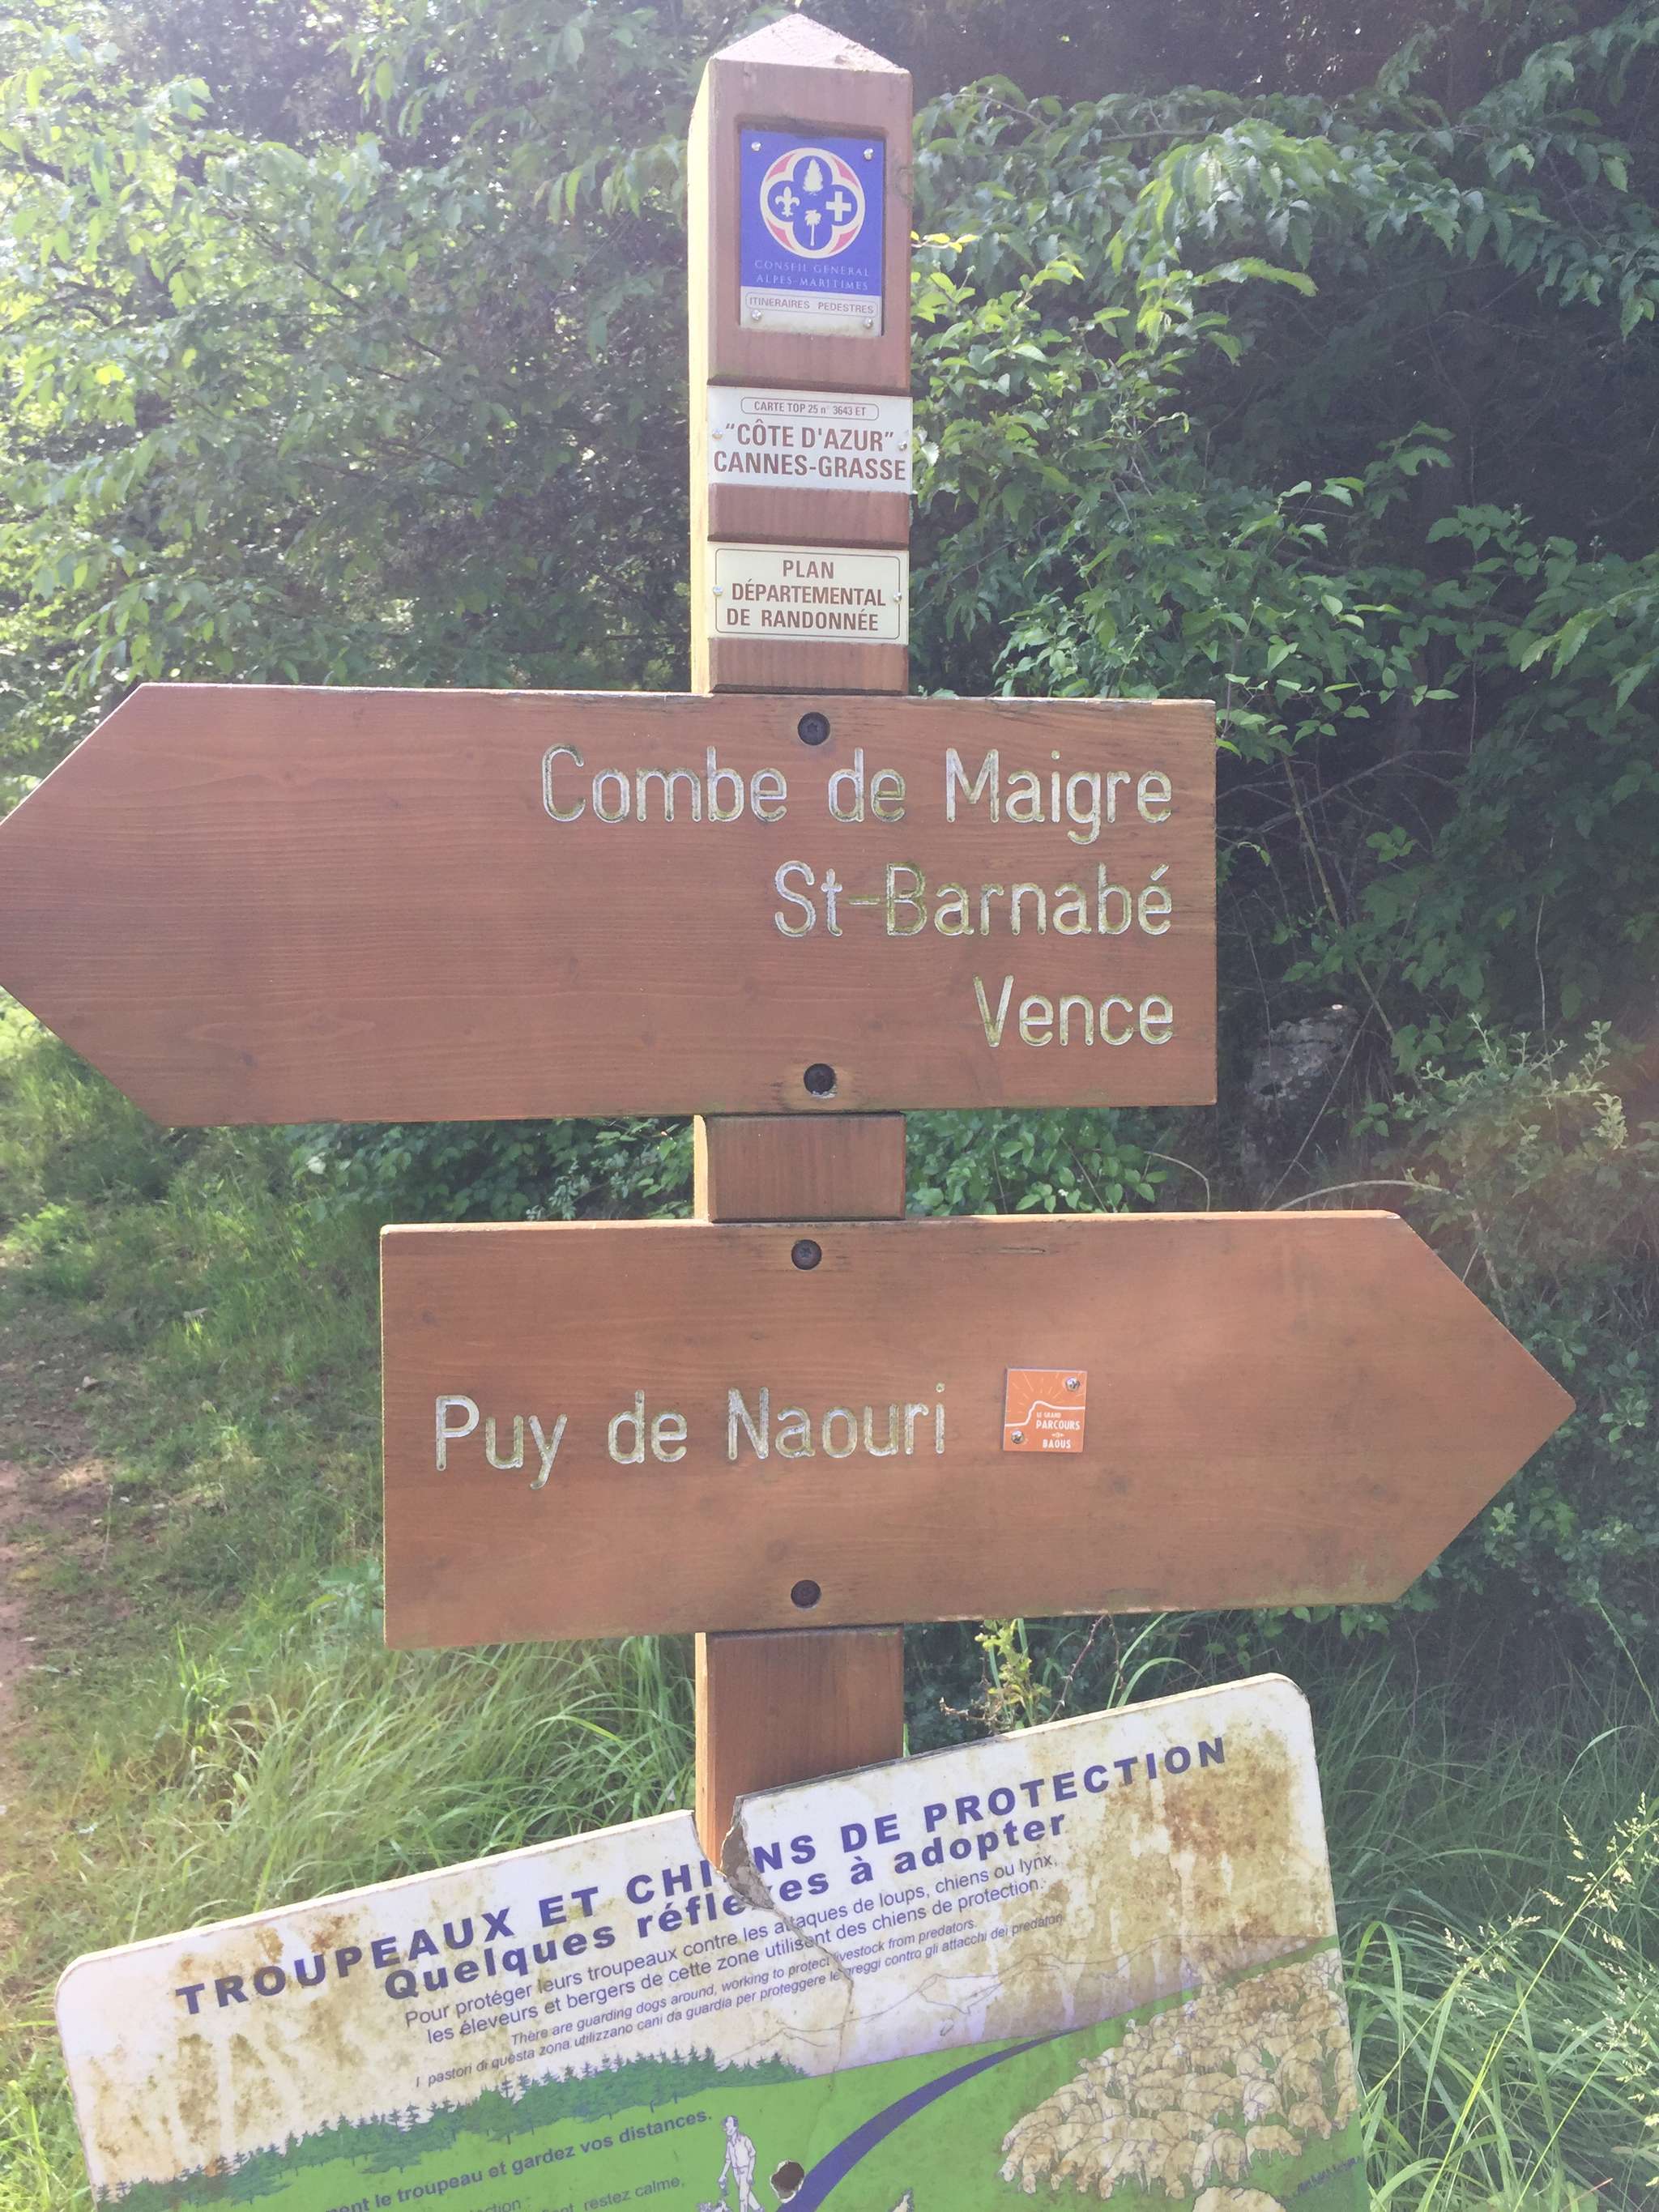 CONSEIL GENERAL
ALPES-MARITIMES
ITINERAIRES PEDESTRES
CARTE TOP 25 n° 3643 ET
"CÔTE D'AZUR"
CANNES-GRASSE
PLAN
DÉPARTEMENTAL
DE RANDONNÉE
Combe de Maigre
St-Barnabé
Vence
Puy de Naouri
LE GRAND
PARCOURS
BAOUS
TROUPEAUX ET CHIENS DE PROTECTION
Quelques réflexes à adopter
Pour protéger leurs troupeaux contre les attaques de loups, chiens ou lynx,
les éleveurs et bergers de cette zone utilisent des chiens de protection.
There are guarding dogs around, working to protect livestock from predators.
I pastori di questa zona utilizzano cani da guardia per proteggere le greggi contro gli attacchi dei predatori
le troupeau et gardez vos distances.
restez calme,